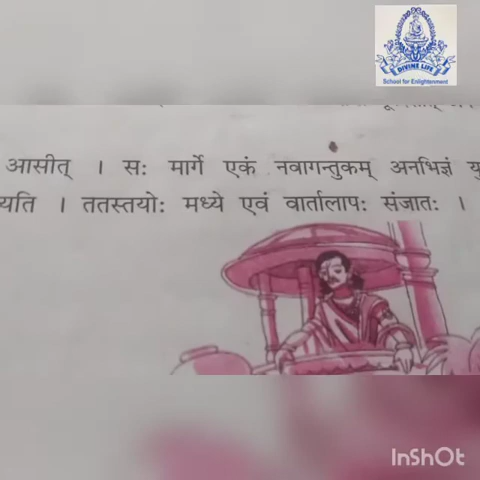 DIVINE LIFE
School for Enlightenment
आसीत् । सः मार्गे एकं नवागन्तुकम् अनभिज्ञं यु
यति । ततस्तयोः मध्ये एवं वार्तालापः संजातः ।
InShOt